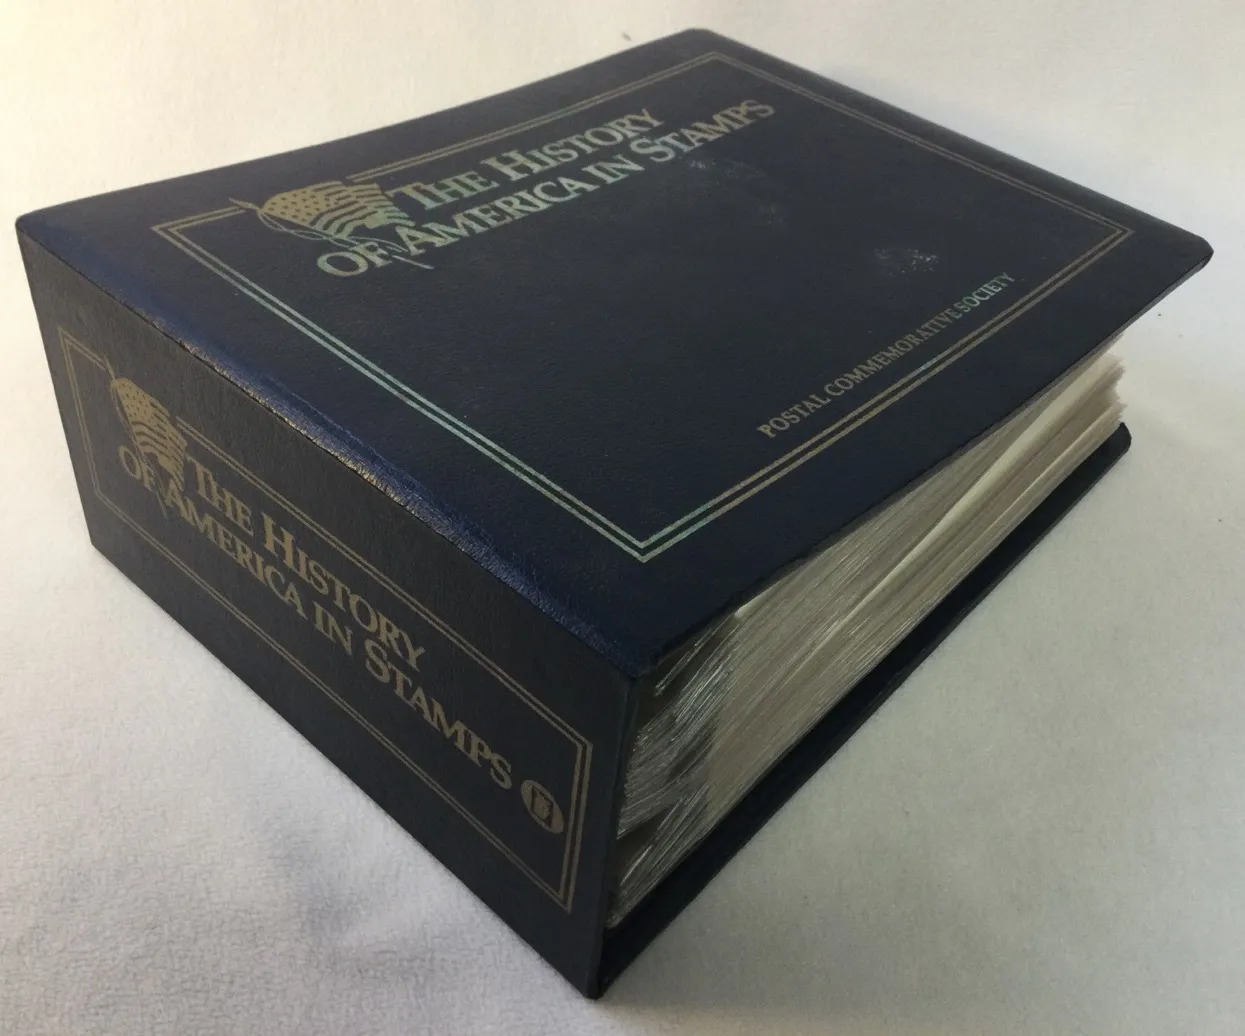 The History
of America in Stamps
Postal Commemorative Society
The History
of America in Stamps